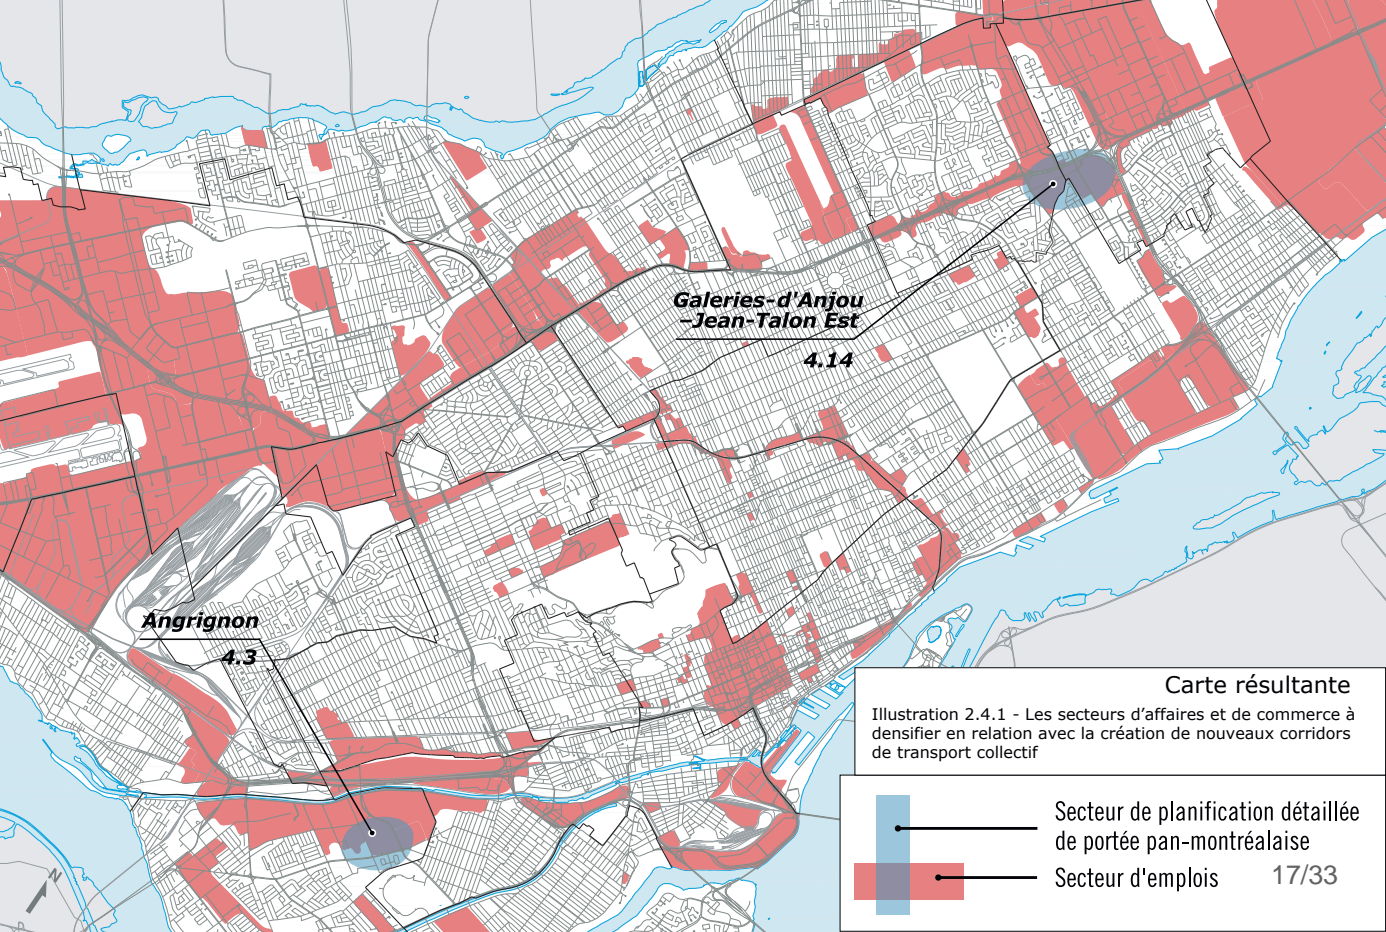 Galeries-d'Anjou
-Jean-Talon Est
4.14
Angrignon
4.3
N
Carte résultante
Illustration 2.4.1 - Les secteurs d'affaires et de commerce à
densifier en relation avec la création de nouveaux corridors
de transport collectif
Secteur de planification détaillée
de portée pan-montréalaise
Secteur d'emplois
17/33